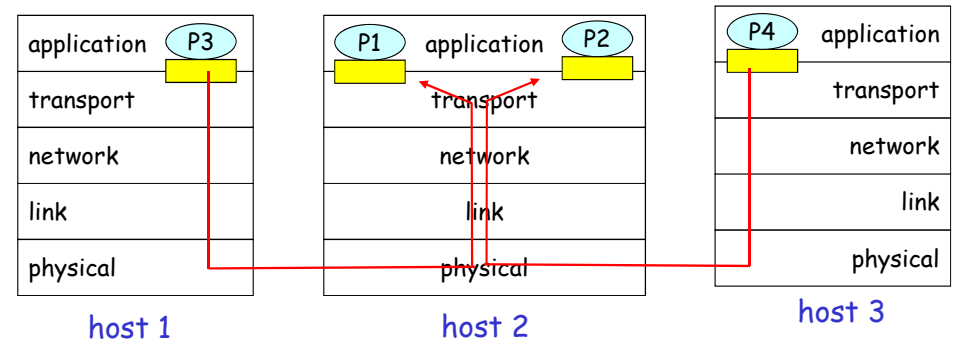 application P3
transport
network
link
physical
host 1
P1 application P2
transport
network
link
physical
host 2
P4 application
transport
network
link
physical
host 3